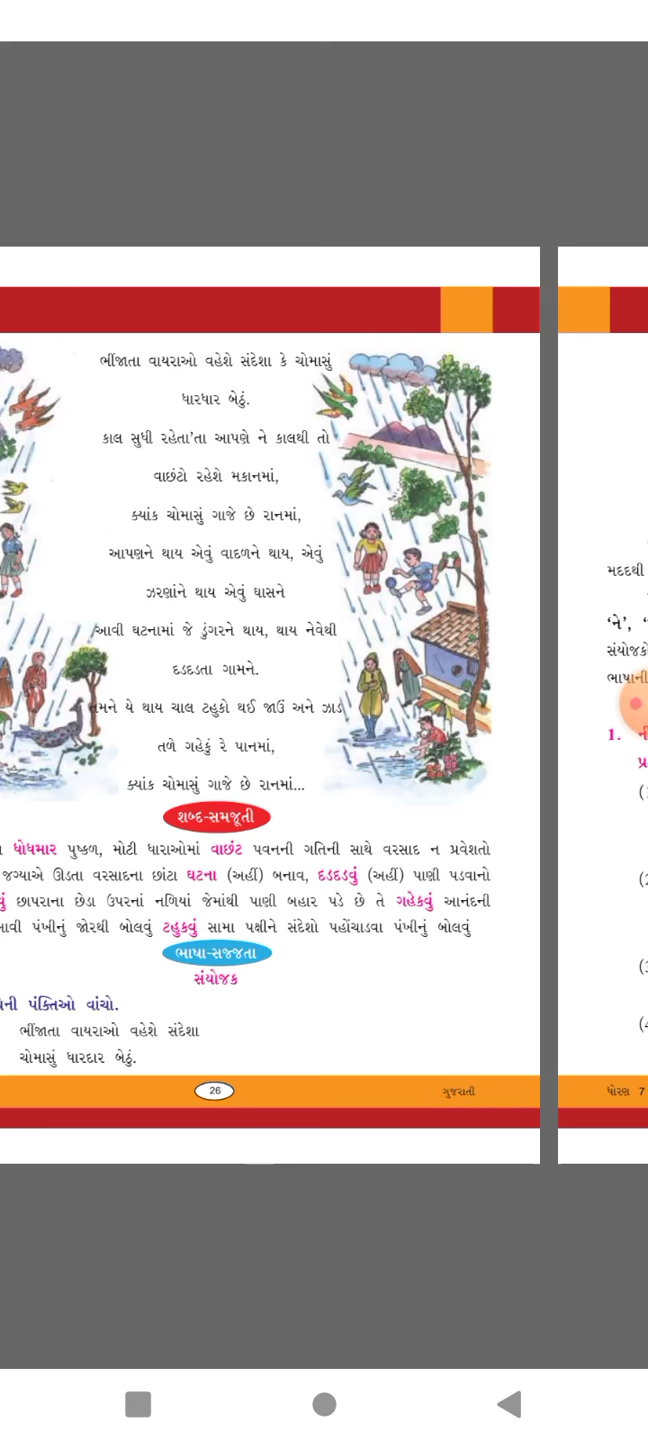 ભીંજાતા વાયરાઓ વહેશે સંદેશા કે ચોમાસું
ધારધાર બેઠું.
કાલ સુધી રહેતા'તા આપણે ને કાલથી તો
વાછંટો રહેશે મકાનમાં,
ક્યાંક ચોમાસું ગાજે છે રાનમાં,
આપણને થાય એવું વાદળને થાય, એવું
ઝરણાંને થાય એવું ઘાસને
આવી ઘટનામાં જે ડુંગરને થાય, થાય નેવેથી
દડદડતા ગામને.
તમને યે થાય ચાલ ટહુકો થઈ જાઉં અને ઝાડ
તળે ગહેકું રે પાનમાં,
ક્યાંક ચોમાસું ગાજે છે રાનમાં...
શબ્દ-સમજૂતી
ધોધમાર પુષ્કળ, મોટી ધારાઓમાં વાછંટ પવનની ગતિની સાથે વરસાદ ન પ્રવેશતો
જગ્યાએ ઊડતા વરસાદના છાંટા ઘટના (અહીં) બનાવ, દડદડવું (અહીં) પાણી પડવાનો
છાપરાના છેડા ઉપરનાં નળિયાં જેમાંથી પાણી બહાર પડે છે તે ગહેકવું આનંદની
પંખીનું જોરથી બોલવું ટહુકવું સામા પક્ષીને સંદેશો પહોંચાડવા પંખીનું બોલવું
ભાષા-સજ્જતા
સંયોજક
પંક્તિઓ વાંચો.
ભીંજાતા વાયરાઓ વહેશે સંદેશા
ચોમાસું ધારદાર બેઠું.
26
ગુજરાતી
મદદથી
'ને',
ભાષાની
1.
ધોરણ 7